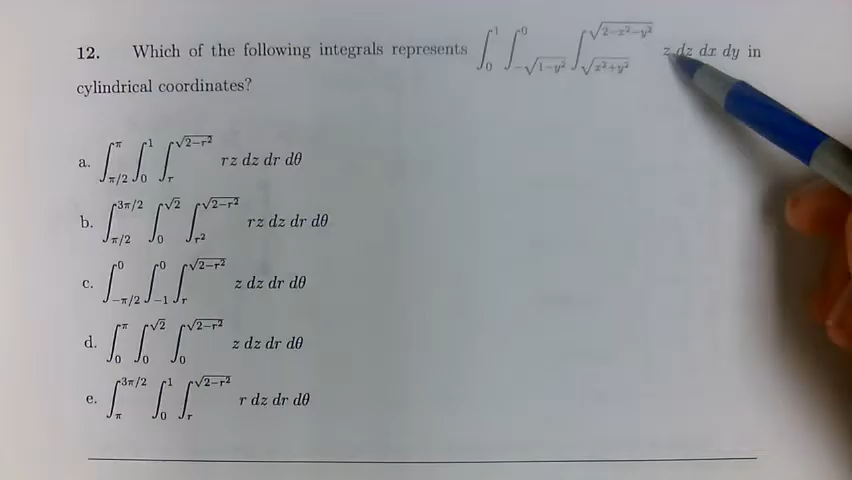 12. Which of the following integrals represents ∫_0^1 ∫_{-√(1-y²)}^0 ∫_{√(x²+y²)}^{√(2-x²-y²)} z dz dx dy in
cylindrical coordinates?
a. ∫_{π/2}^π ∫_0^1 ∫_r^{√(2-r²)} rz dz dr dθ
b. ∫_{π/2}^{3π/2} ∫_0^{√2} ∫_{r²}^{√(2-r²)} rz dz dr dθ
c. ∫_{-π/2}^0 ∫_{-1}^0 ∫_r^{√(2-r²)} z dz dr dθ
d. ∫_0^π ∫_0^{√2} ∫_0^{√(2-r²)} z dz dr dθ
e. ∫_π^{3π/2} ∫_0^1 ∫_r^{√(2-r²)} r dz dr dθ